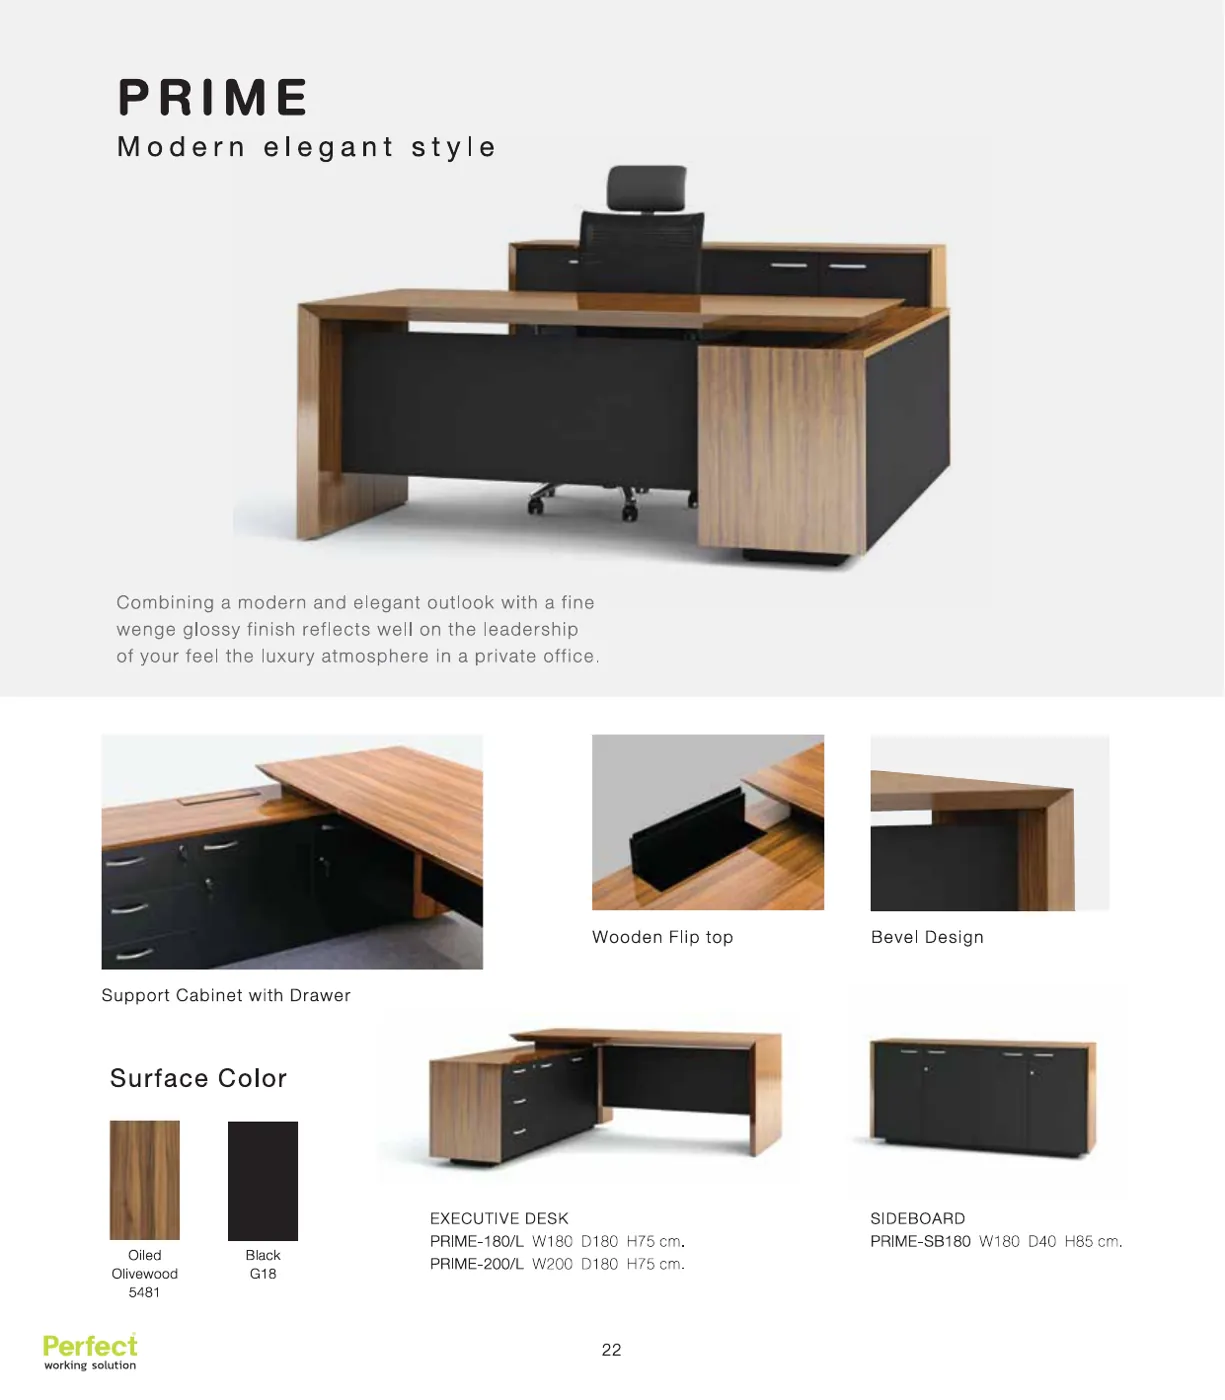 PRIME
Modern elegant style
Combining a modern and elegant outlook with a fine
wenge glossy finish reflects well on the leadership
of your feel the luxury atmosphere in a private office.
Support Cabinet with Drawer
Wooden Flip top
Bevel Design
Surface Color
Oiled
Olivewood
5481
Black
G18
EXECUTIVE DESK
PRIME-180/L W180 D180 H75 cm.
PRIME-200/L W200 D180 H75 cm.
SIDEBOARD
PRIME-SB180 W180 D40 H85 cm.
Perfect
working solution
22